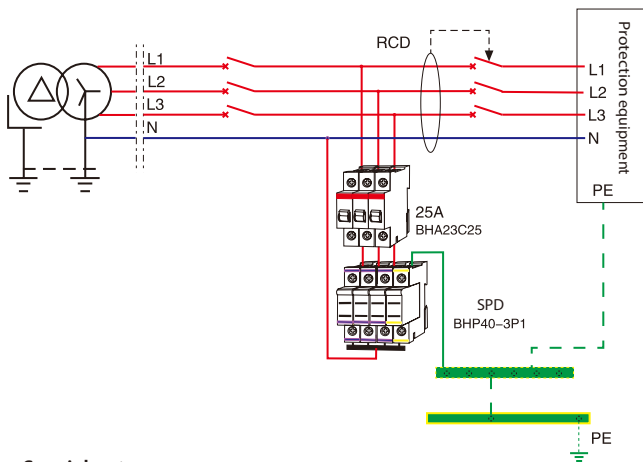 L1
L2
L3
N
RCD
Protection equipment
L1
L2
L3
N
PE
25A
BHA23C25
SPD
BHP40-3P1
PE